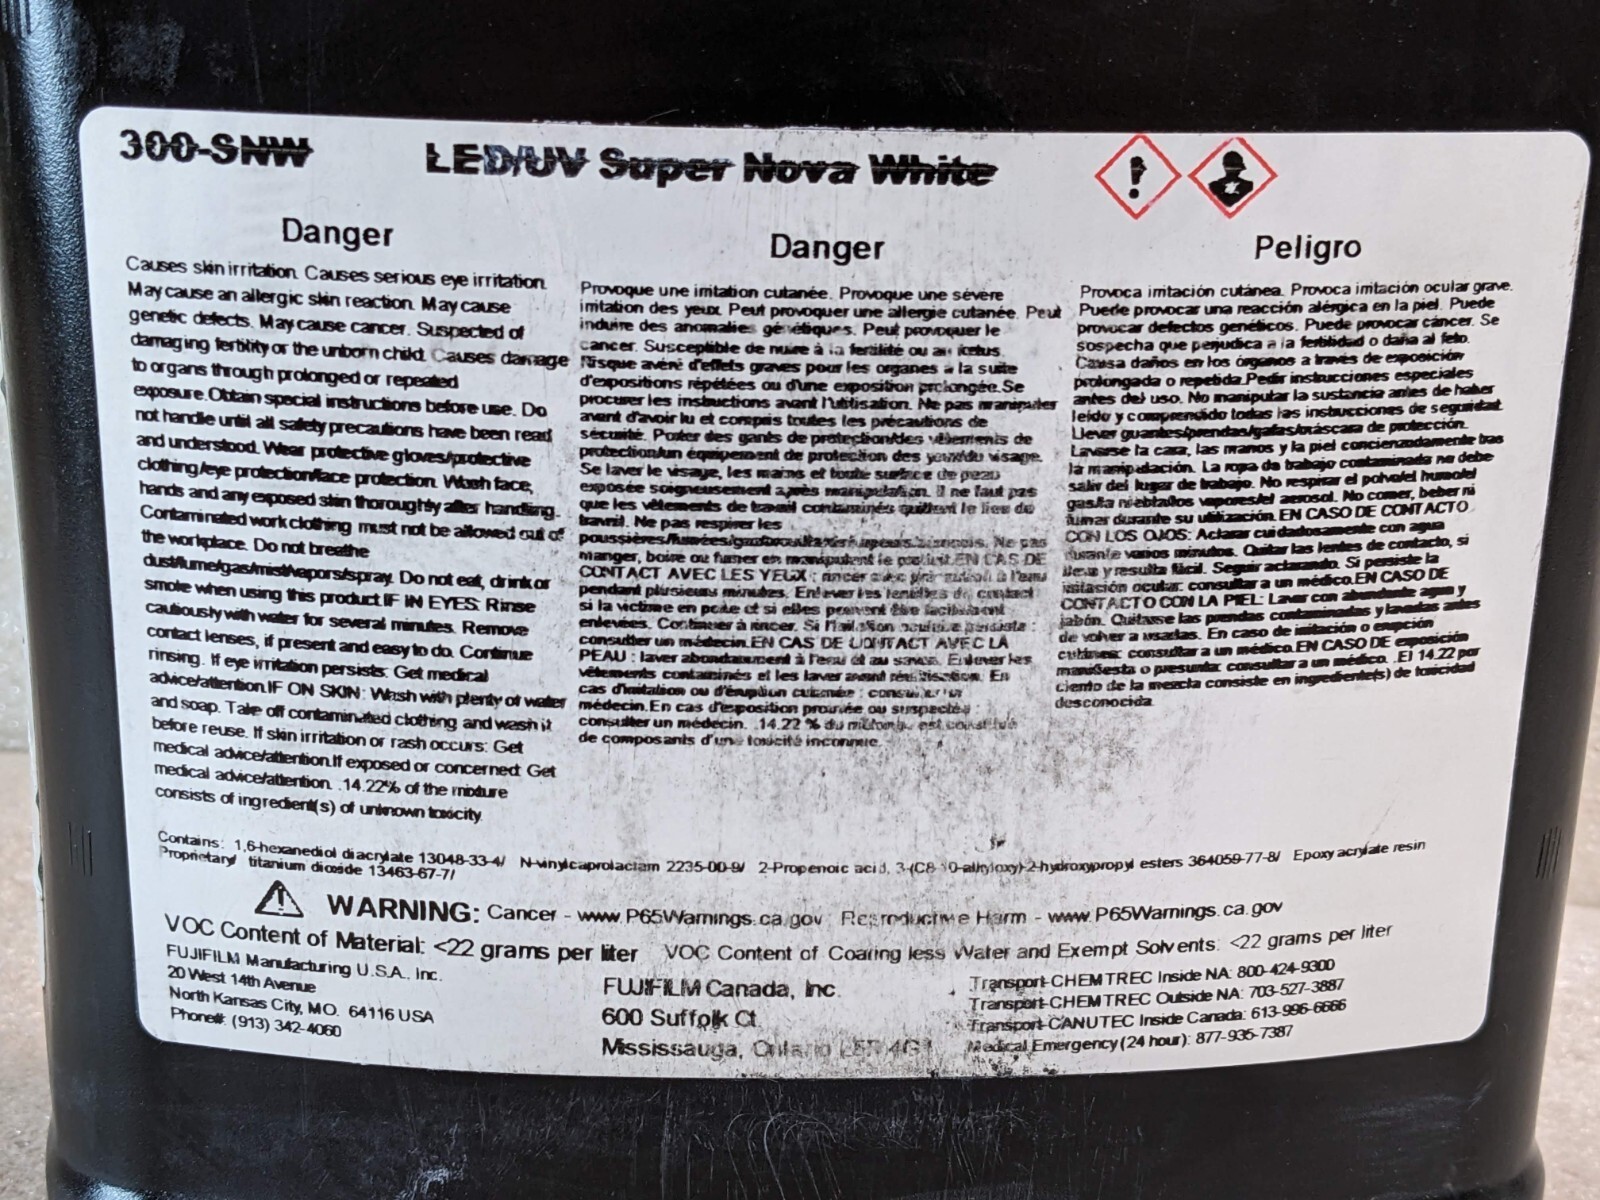 300-SNW
LED/UV Super Nova White
Danger
Causes skin irritation. Causes serious eye irritation.
May cause an allergic skin reaction. May cause
genetic defects. May cause cancer. Suspected of
damaging fertility or the unborn child. Causes damage
to organs through prolonged or repeated
exposure.Obtain special instructions before use. Do
not handle until all safety precautions have been read
and understood. Wear protective gloves/protective
clothing/eye protection/face protection. Wash face,
hands and any exposed skin thoroughly after handling.
Contaminated work clothing must not be allowed out of
the workplace. Do not breathe
dust/fume/gas/mist/vapors/spray. Do not eat, drink or
smoke when using this product.IF IN EYES: Rinse
cautiously with water for several minutes. Remove
contact lenses, if present and easy to do. Continue
rinsing. If eye irritation persists: Get medical
advice/attention.IF ON SKIN: Wash with plenty of water
and soap. Take off contaminated clothing and wash it
before reuse. If skin irritation or rash occurs: Get
medical advice/attention.If exposed or concerned: Get
medical advice/attention. .14.22% of the mixture
consists of ingredient(s) of unknown toxicity.
Danger
Provoque une irritation cutanée. Provoque une sévère
irritation des yeux. Peut provoquer une allergie cutanée. Peut
induire des anomalies génétiques. Peut provoquer le
cancer. Susceptible de nuire à la fertilité ou au fœtus.
Risque avéré d'effets graves pour les organes à la suite
d'expositions répétées ou d'une exposition prolongée.Se
procurer les instructions avant l'utilisation. Ne pas manipuler
avant d'avoir lu et compris toutes les précautions de
sécurité. Porter des gants de protection/des vêtements de
protection/un équipement de protection des yeux/du visage.
Se laver le visage, les mains et toute surface de peau
exposée soigneusement après manipulation. Il ne faut pas
que les vêtements de travail contaminés quittent le lieu de
travail. Ne pas respirer les
Ne pas
manger, boire ou fumer en manipulant le produit.EN CAS DE
CONTACT AVEC LES YEUX : rincer avec précaution à l'eau
pendant plusieurs minutes. Enlever les lentilles de contact
si la victime en porte et si elles peuvent être facilement
enlevées. Continuer à rincer. Si l'irritation oculaire persiste :
consulter un médecin.EN CAS DE CONTACT AVEC LA
PEAU : laver abondamment à l'eau et au savon. Enlever les
vêtements contaminés et les laver avant réutilisation. En
cas d'irritation ou d'éruption cutanée : consulter un
médecin.En cas d'exposition prouvée ou suspectée :
consulter un médecin. .14.22 % du est constitué
de composants d'une toxicité inconnue.
Peligro
Provoca irritación cutánea. Provoca irritación ocular grave.
Puede provocar una reacción alérgica en la piel. Puede
provocar defectos genéticos. Puede provocar cáncer. Se
sospecha que perjudica a la fertilidad o daña al feto.
Causa daños en los órganos a través de exposición
prolongada o repetida.Pedir instrucciones especiales
antes del uso. No manipular la sustancia antes de haber
leído y comprendido todas las instrucciones de seguridad.
Llevar guantes/prendas/gafas/máscara de protección.
Lavarse la cara, las manos y la piel concienzudamente tras
la manipulación. La ropa de trabajo contaminada no debe
salir del lugar de trabajo. No respirar el polvo/el humo/el
gas/la niebla/los vapores/el aerosol. No comer, beber ni
fumar durante su utilización.EN CASO DE CONTACTO
CON LOS OJOS: Aclarar cuidadosamente con agua
durante varios minutos. Quitar las lentes de contacto, si
lleva y resulta fácil. Seguir aclarando. Si persiste la
irritación ocular: consultar a un médico.EN CASO DE
CONTACTO CON LA PIEL: Lavar con abundante agua y
jabón. Quitarse las prendas contaminadas y lavarlas antes
de volver a usarlas. En caso de irritación o erupción
cutánea: consultar a un médico.EN CASO DE exposición
manifiesta o presunta: consultar a un médico. .El 14.22 por
ciento de la mezcla consiste en ingrediente(s) de toxicidad
desconocida.
Contains: 1,6-hexanediol diacrylate 13048-33-4/ N-vinylcaprolactam 2235-00-9/ 2-Propenoic acid, 3-(C8-10-alkyloxy)-2-hydroxypropyl esters 364059-77-8/ Epoxy acrylate resin
Proprietary/ titanium dioxide 13463-67-7/
WARNING: Cancer - www.P65Warnings.ca.gov Reproductive Harm - www.P65Warnings.ca.gov
VOC Content of Material: <22 grams per liter VOC Content of Coaring less Water and Exempt Solvents: <22 grams per liter
FUJIFILM Manufacturing U.S.A., Inc.
20 West 14th Avenue
North Kansas City, MO. 64116 USA
Phone#: (913) 342-4060
FUJIFILM Canada, Inc.
600 Suffolk Ct.
Mississauga, Ontario
Transport-CHEMTREC Inside NA: 800-424-9300
Transport-CHEMTREC Outside NA: 703-527-3887
Transport-CANUTEC Inside Canada: 613-996-6666
Medical Emergency (24 hour): 877-935-7387